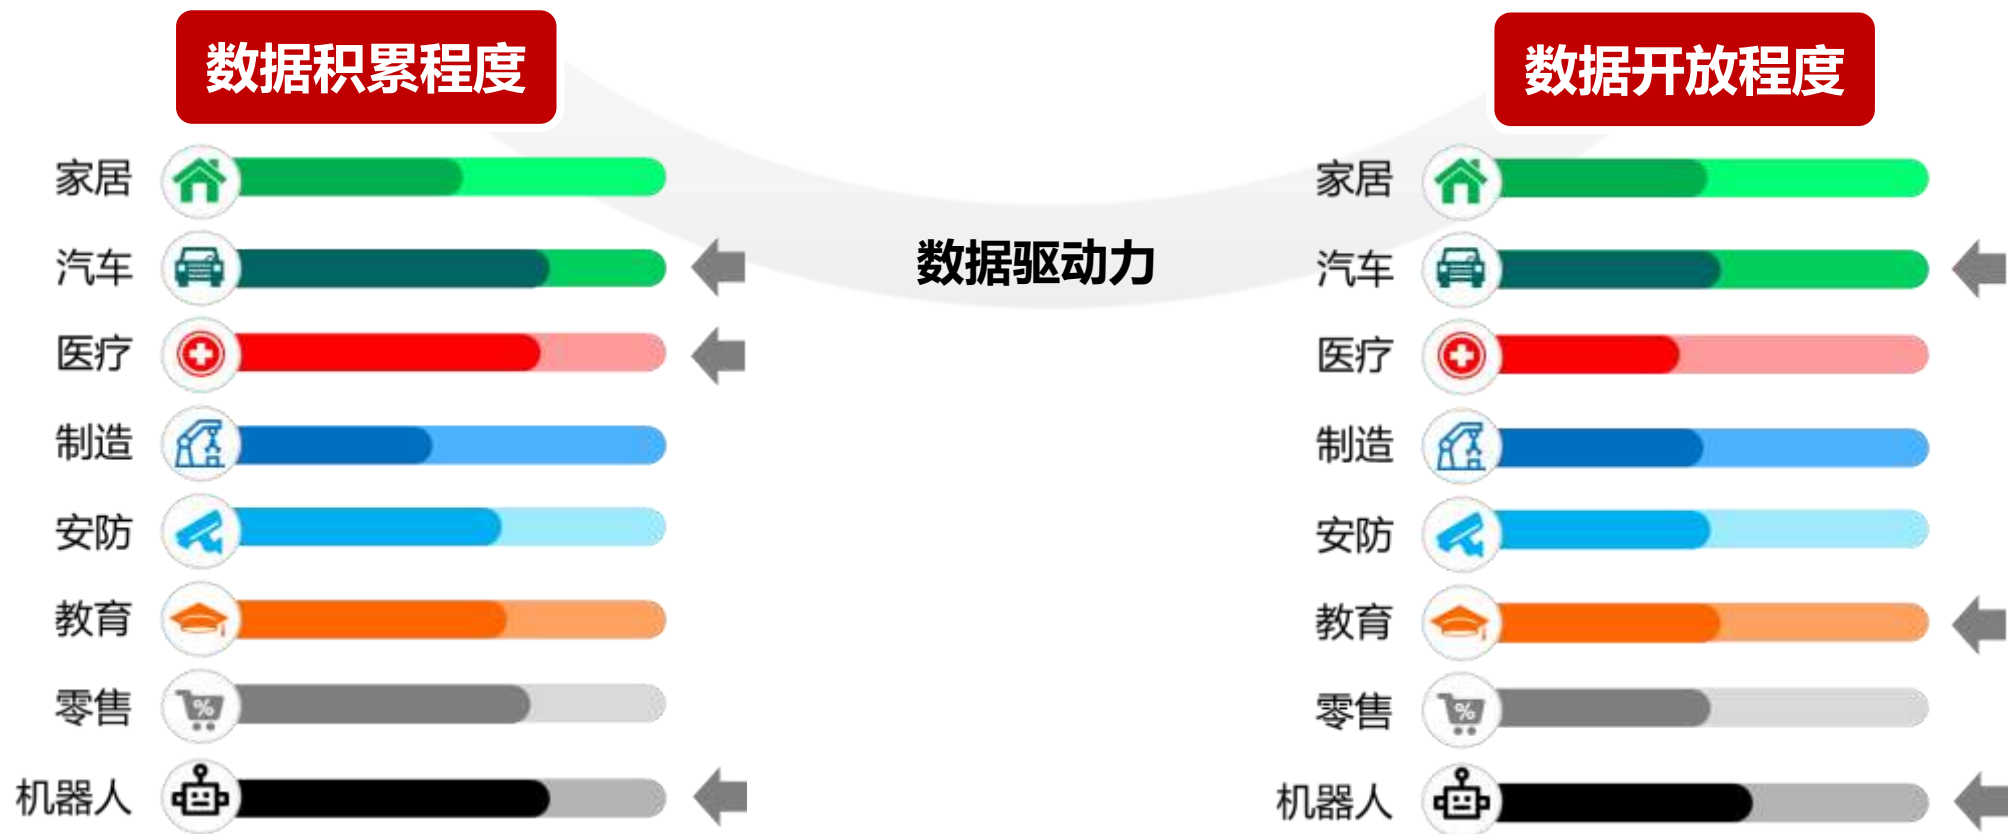 数据积累程度
数据开放程度
数据驱动力
家居
汽车
医疗
制造
安防
教育
零售
%
机器人
家居
汽车
医疗
制造
安防
教育
零售
%
机器人